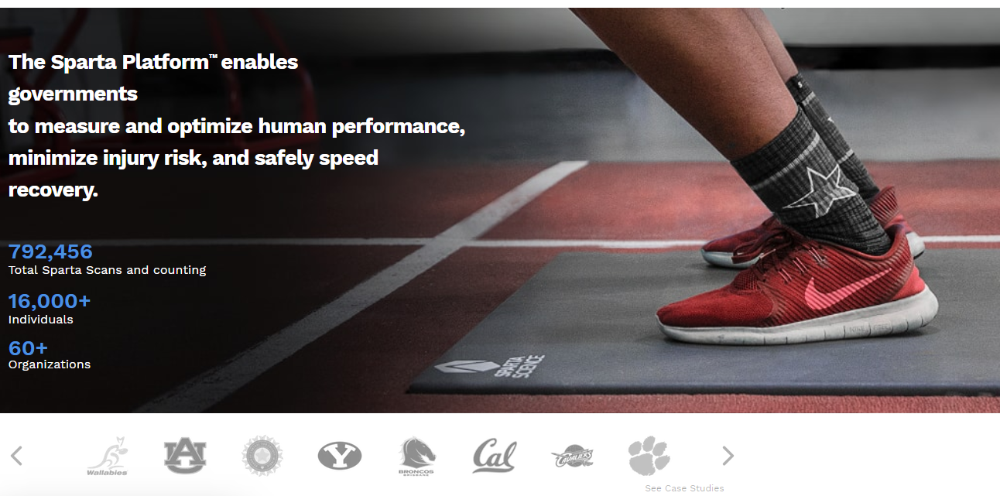 The Sparta Platform™ enables
governments
to measure and optimize human performance,
minimize injury risk, and safely speed
recovery.
792,456
Total Sparta Scans and counting
16,000+
Individuals
60+
Organizations
SPARTA
SCIENCE
Wallabies
AU
Y
BRONCOS
BRISBANE
Cal
CAVALIERS
See Case Studies